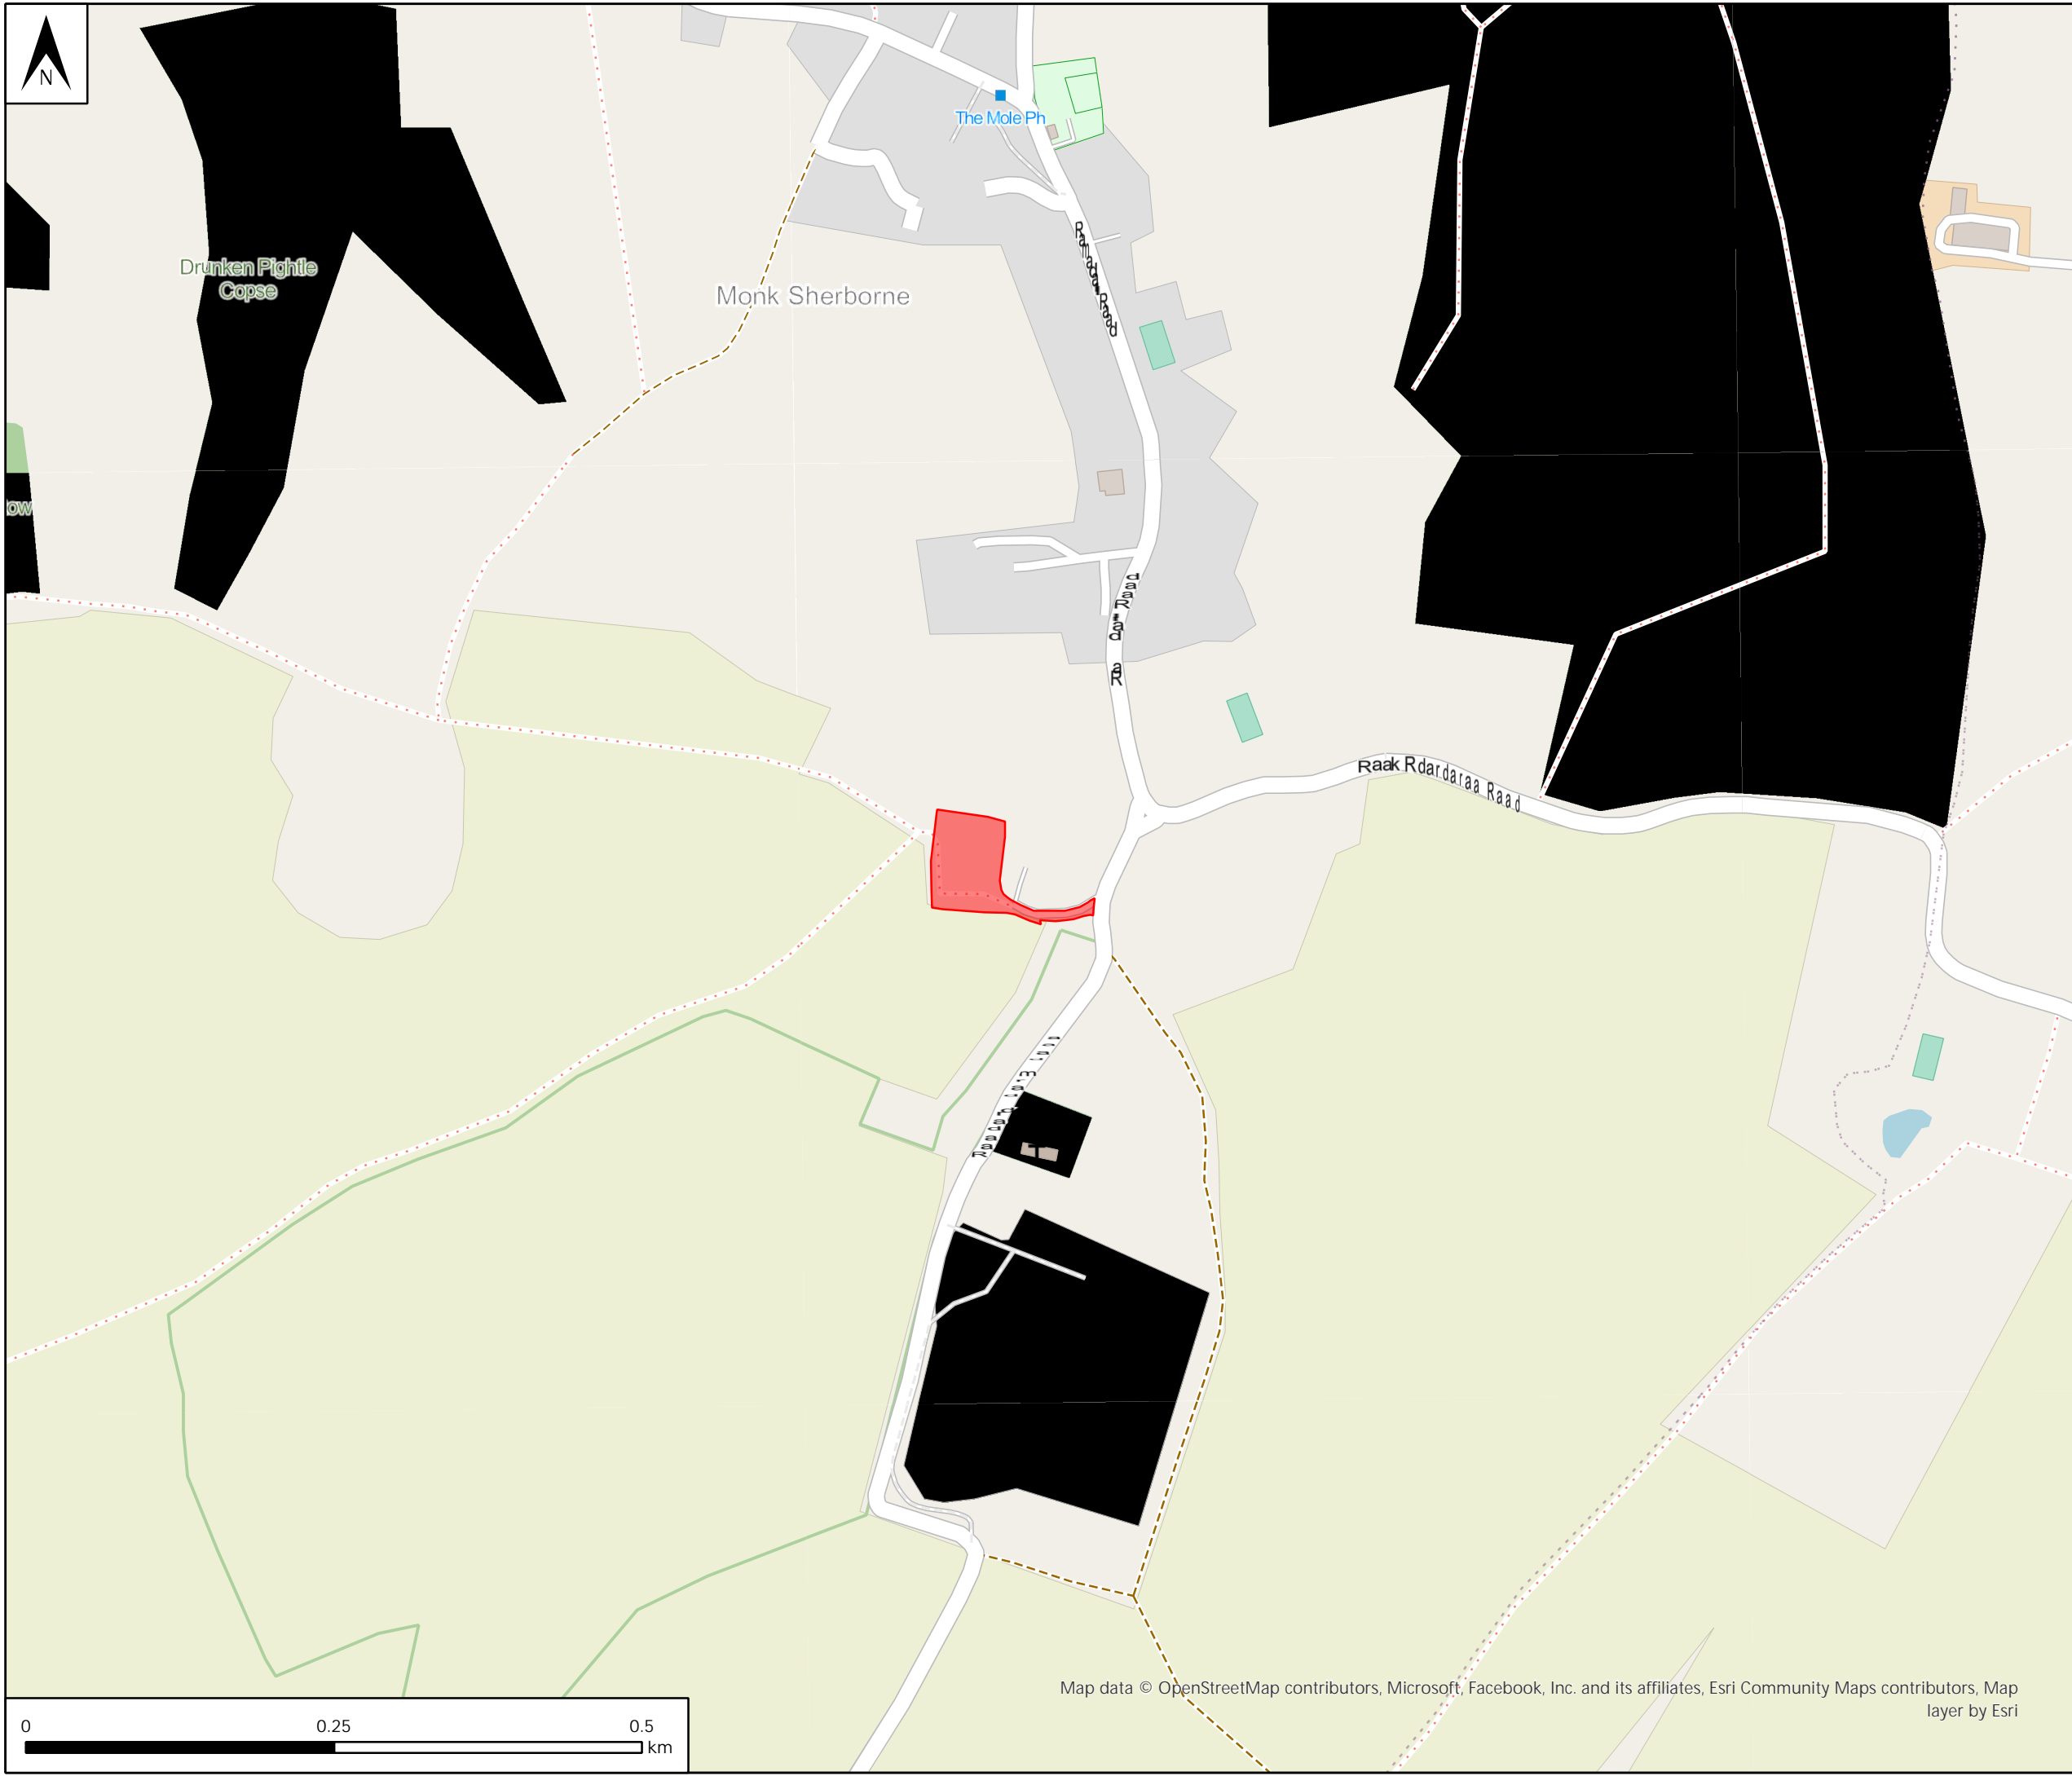 N
The Mole Ph
Drunken Pightle
Copse
Monk Sherborne
ow
Map data © OpenStreetMap contributors, Microsoft, Facebook, Inc. and its affiliates, Esri Community Maps contributors, Map
layer by Esri
0
0.25
0.5
km